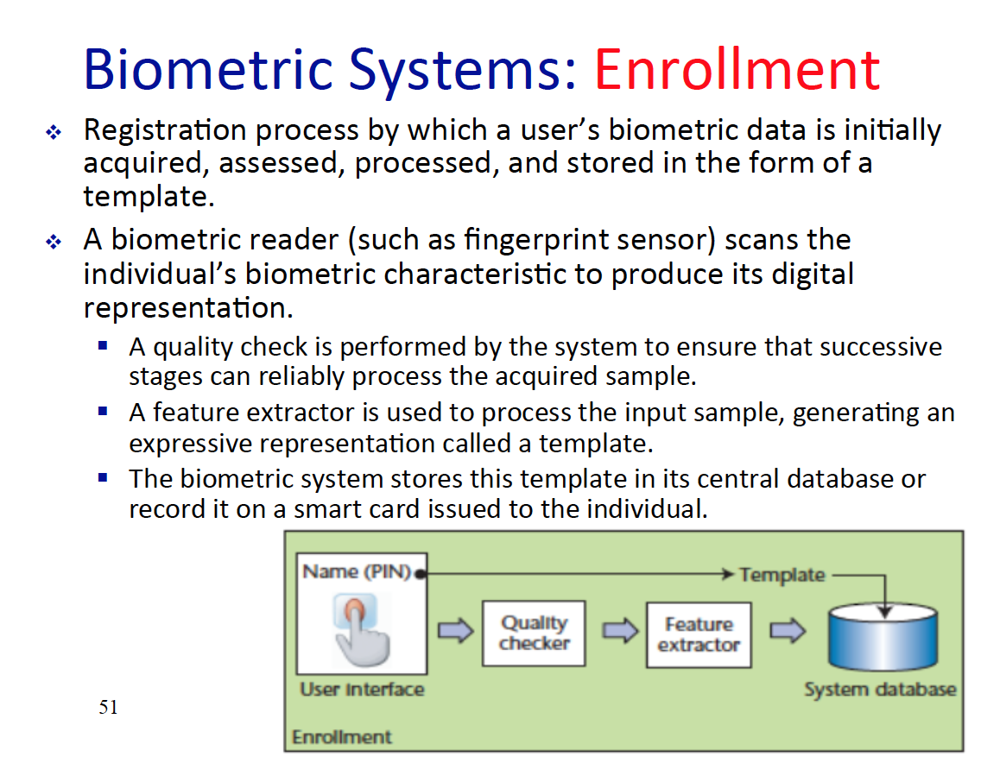 Biometric Systems: Enrollment
❖ Registration process by which a user’s biometric data is initially
acquired, assessed, processed, and stored in the form of a
template.
❖ A biometric reader (such as fingerprint sensor) scans the
individual’s biometric characteristic to produce its digital
representation.
▪ A quality check is performed by the system to ensure that successive
stages can reliably process the acquired sample.
▪ A feature extractor is used to process the input sample, generating an
expressive representation called a template.
▪ The biometric system stores this template in its central database or
record it on a smart card issued to the individual.
Name (PIN)
Template
Quality
checker
Feature
extractor
User interface
System database
Enrollment
51